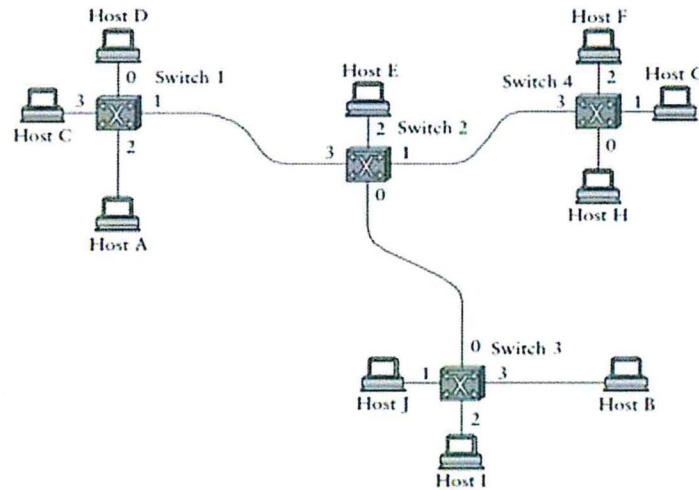 Host D
0
Switch 1
3
1
Host C
2
Host A
Host E
2
Switch 2
3
1
0
Host F
2
Switch 4
Host G
3
1
0
Host H
0
Switch 3
1
3
Host J
Host B
2
Host I